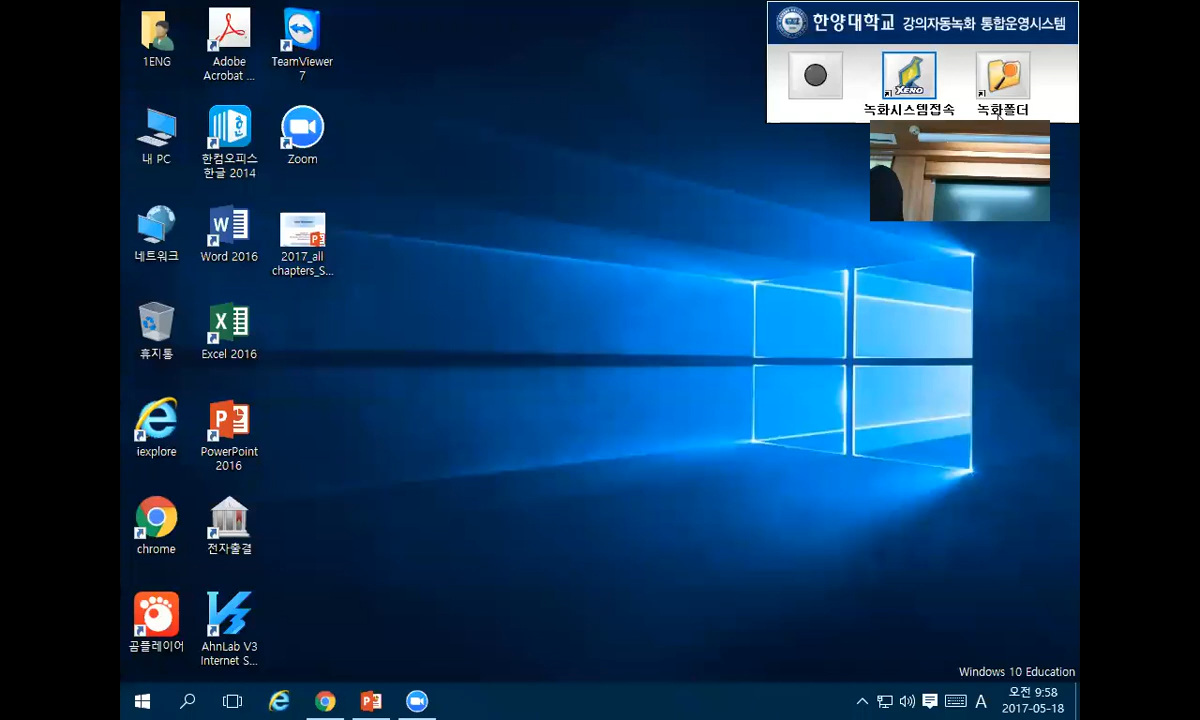 한양대학교 강의자동녹화 통합운영시스템
XENO
녹화시스템접속
녹화폴더
1ENG
Adobe
Acrobat ...
TeamViewer
7
내 PC
한컴오피스
한글 2014
Zoom
네트워크
Word 2016
2017_all
chapters_S...
휴지통
Excel 2016
iexplore
PowerPoint
2016
chrome
전자출결
곰플레이어
AhnLab V3
Internet S...
Windows 10 Education
A
오전 9:58
2017-05-18